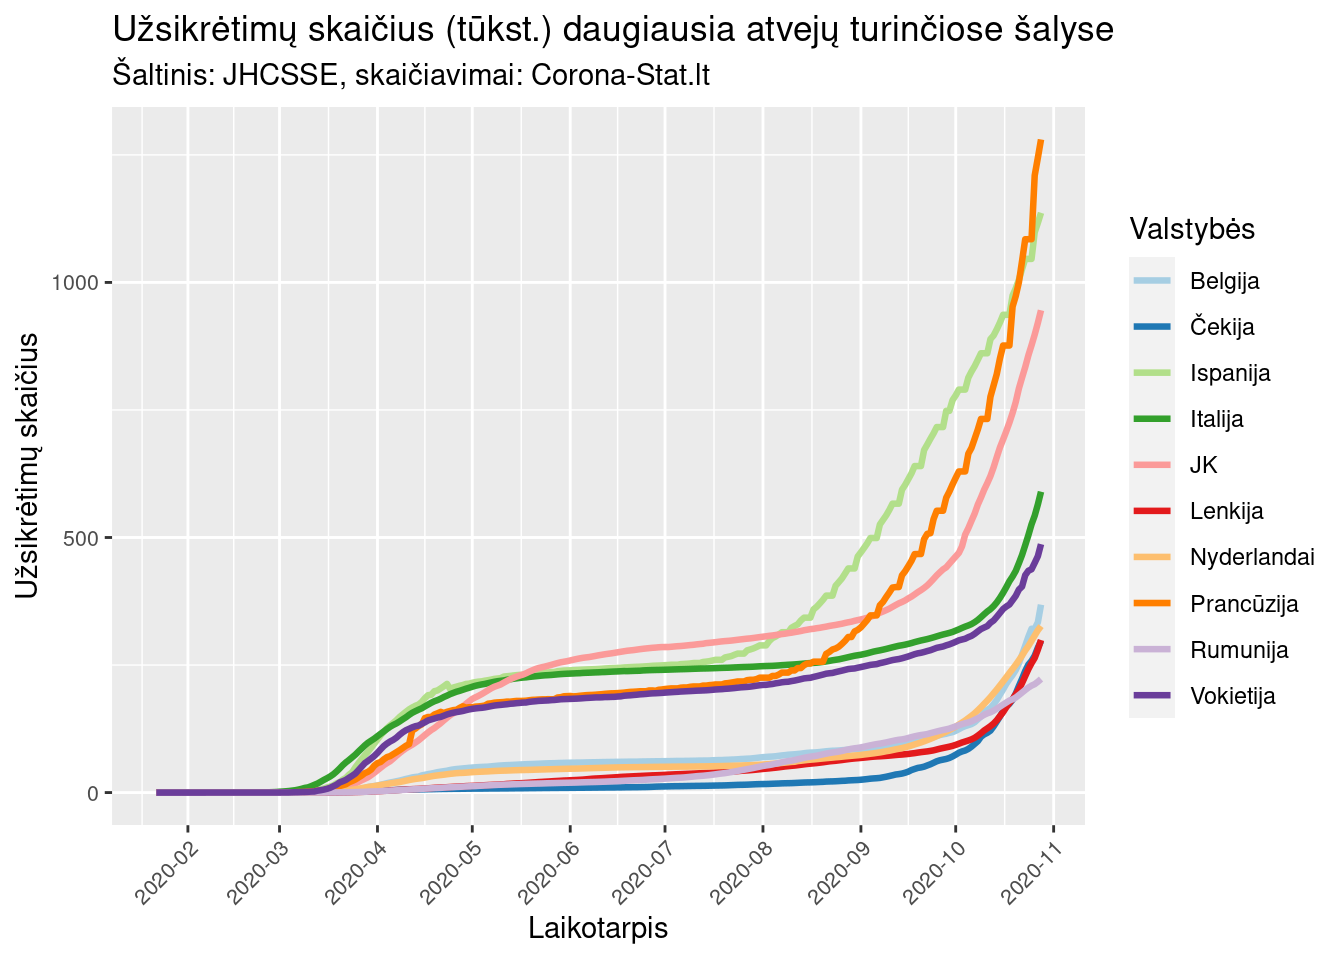 Užsikrėtimų skaičius (tūkst.) daugiausia atvejų turinčiose šalyse
Šaltinis: JHCSSE, skaičiavimai: Corona-Stat.lt
Užsikrėtimų skaičius
1000
500
0
2020-02
2020-03
2020-04
2020-05
2020-06
2020-07
2020-08
2020-09
2020-10
2020-11
Laikotarpis
Valstybės
Belgija
Čekija
Ispanija
Italija
JK
Lenkija
Nyderlandai
Prancūzija
Rumunija
Vokietija